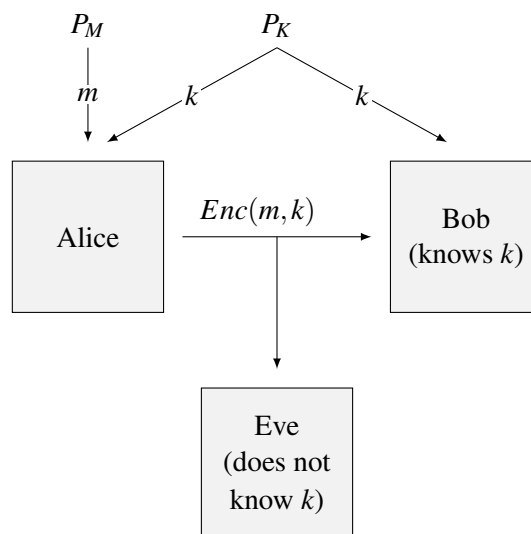 P_M P_K
m k k
Enc(m, k)
Alice
Bob
(knows k)
Eve
(does not
know k)